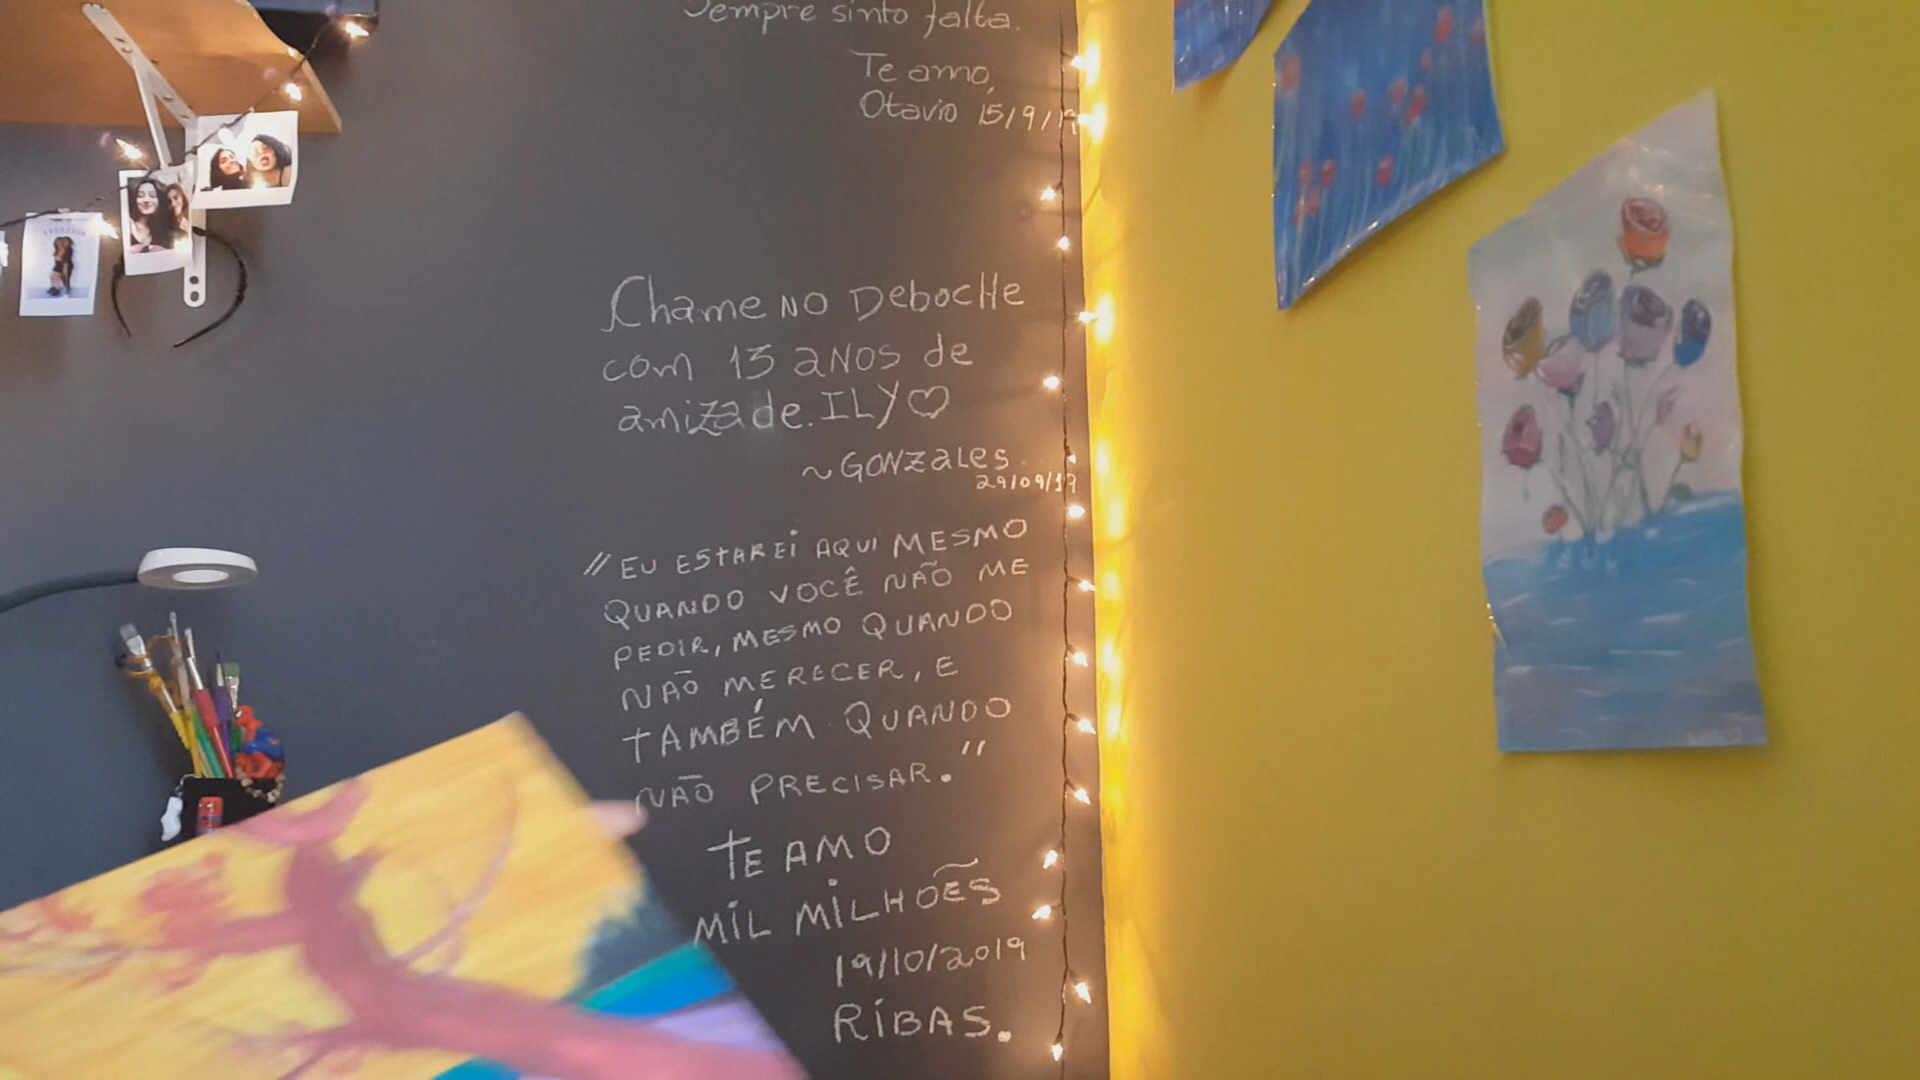 Sempre sinto falta.
Te amo,
Otavio 15/9/19
Chame NO DebocHe
com 13 aNOS de
amizade. ILY♡
~GONZaLes
29/09/19
"EU ESTAREI AQUI MESMO
QUANDO VOCÊ NÃO ME
PEDIR, MESMO QUANDO
NÃO MERECER, E
TAMBÉM QUANDO
NÃO PRECISAR."
TE AMO
MIL MILHÕES
19/10/2019
RIBAS.